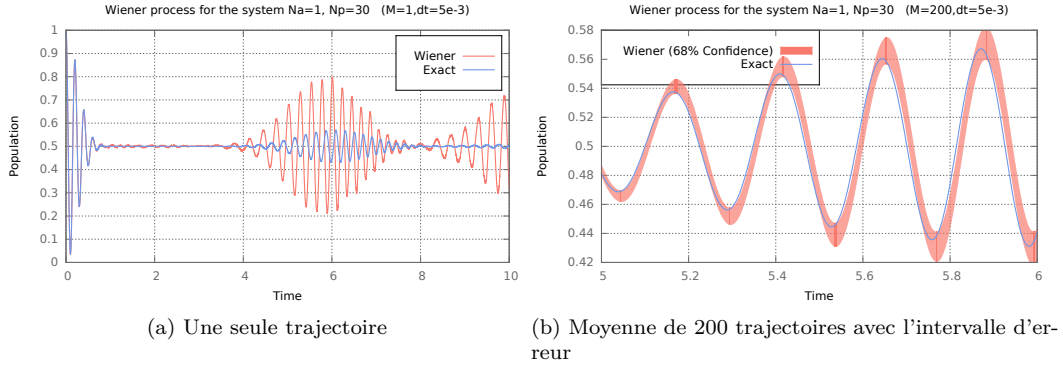 Wiener process for the system Na=1, Np=30 (M=1,dt=5e-3)
1
0.9
0.8
0.7
0.6
0.5
0.4
0.3
0.2
0.1
0
Population
Wiener
Exact
0 2 4 6 8 10
Time
(a) Une seule trajectoire
Wiener process for the system Na=1, Np=30 (M=200,dt=5e-3)
0.58
0.56
0.54
0.52
0.5
0.48
0.46
0.44
0.42
Population
Wiener (68% Confidence)
Exact
5 5.2 5.4 5.6 5.8 6
Time
(b) Moyenne de 200 trajectoires avec l'intervalle d'er-
reur